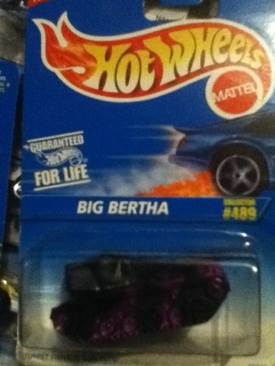 Hot Wheels
MATTEL
GUARANTEED
FOR LIFE
BIG BERTHA
COLLECTOR
#489